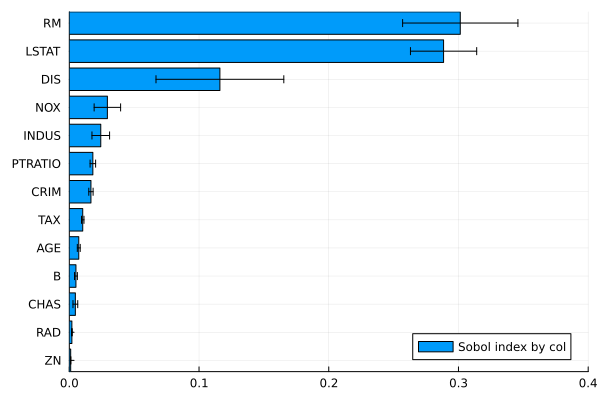 RM
LSTAT
DIS
NOX
INDUS
PTRATIO
CRIM
TAX
AGE
B
CHAS
RAD
ZN
Sobol index by col
0.0 0.1 0.2 0.3 0.4